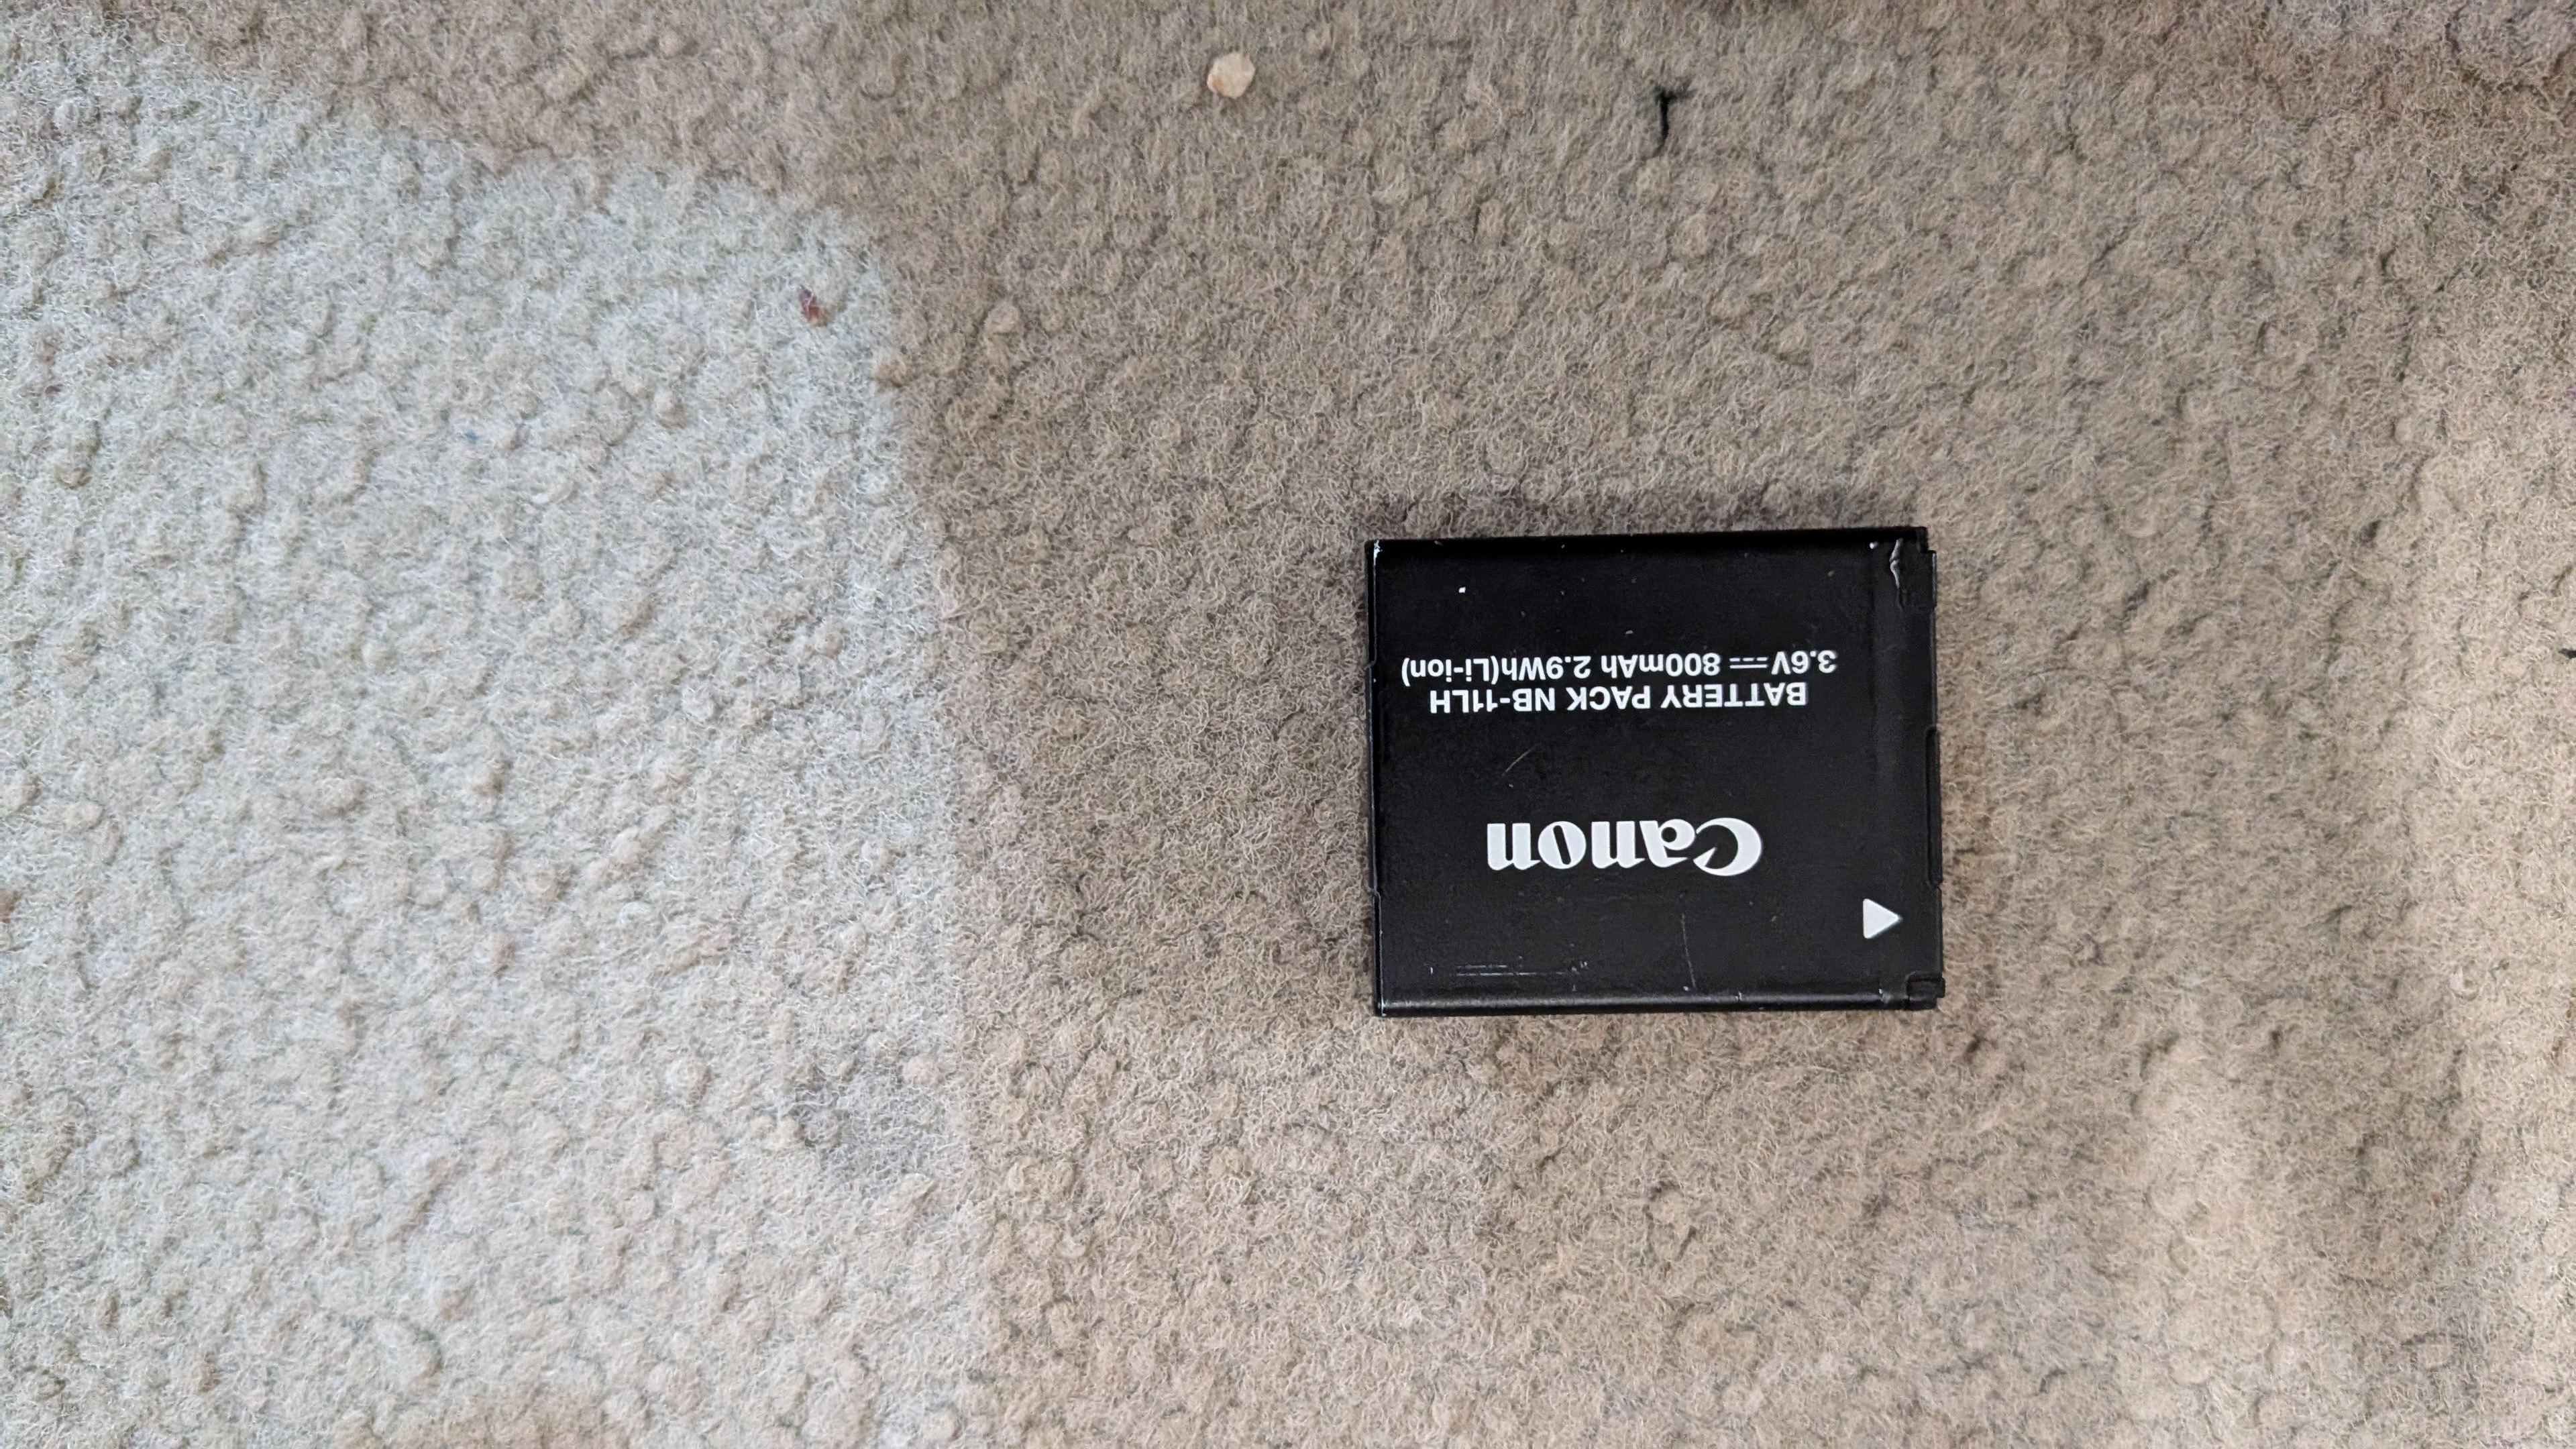 Canon
BATTERY PACK NB-11LH
3.6V⎓800mAh 2.9Wh(Li-ion)